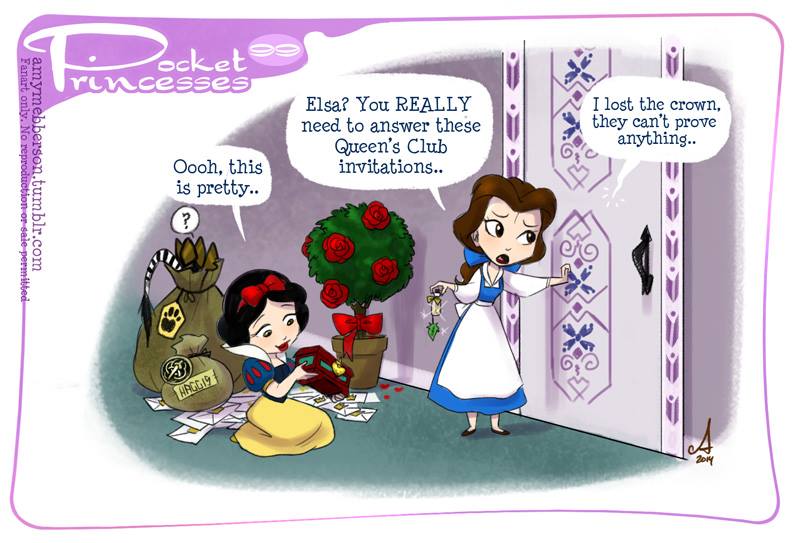 Pocket
Princesses
amymebberson.tumblr.com
Fanart only. No reproduction or sale permitted
Oooh, this
is pretty..
Elsa? You REALLY
need to answer these
Queen's Club
invitations..
I lost the crown,
they can't prove
anything..
?
HAGGIS
A
2014